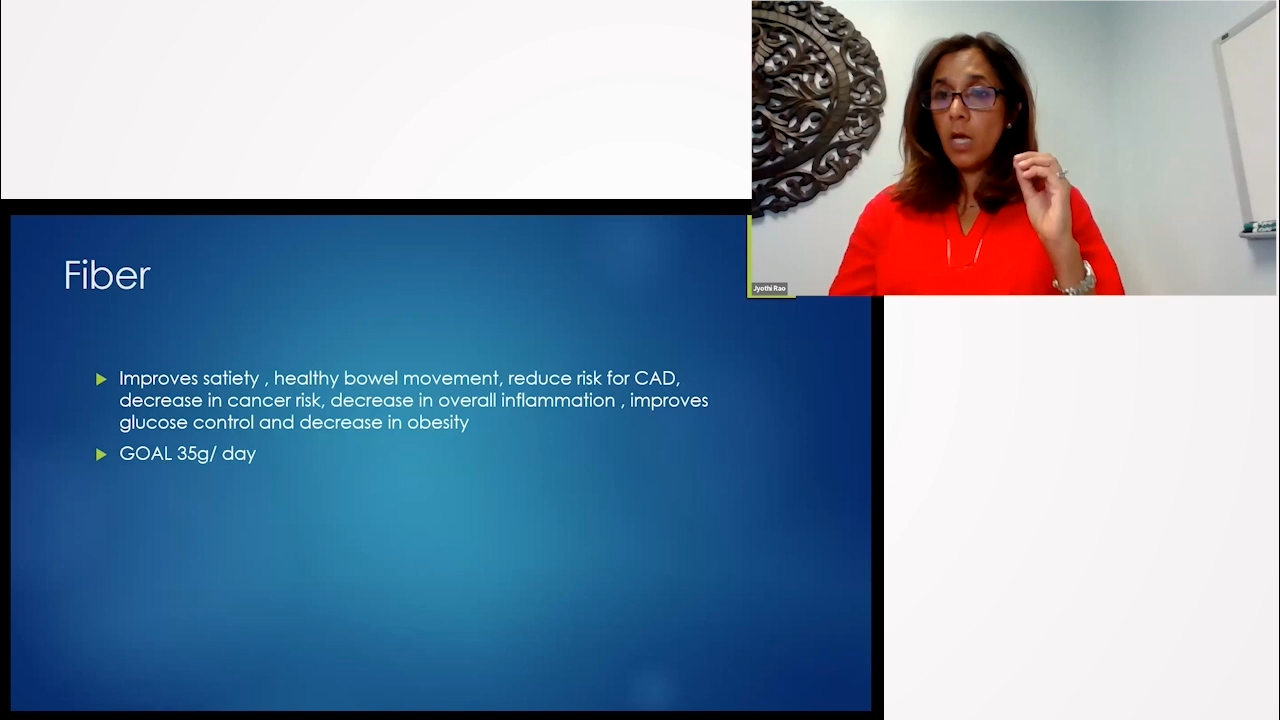 Jyothi Rao
Fiber
Improves satiety , healthy bowel movement, reduce risk for CAD,
decrease in cancer risk, decrease in overall inflammation , improves
glucose control and decrease in obesity
GOAL 35g/ day